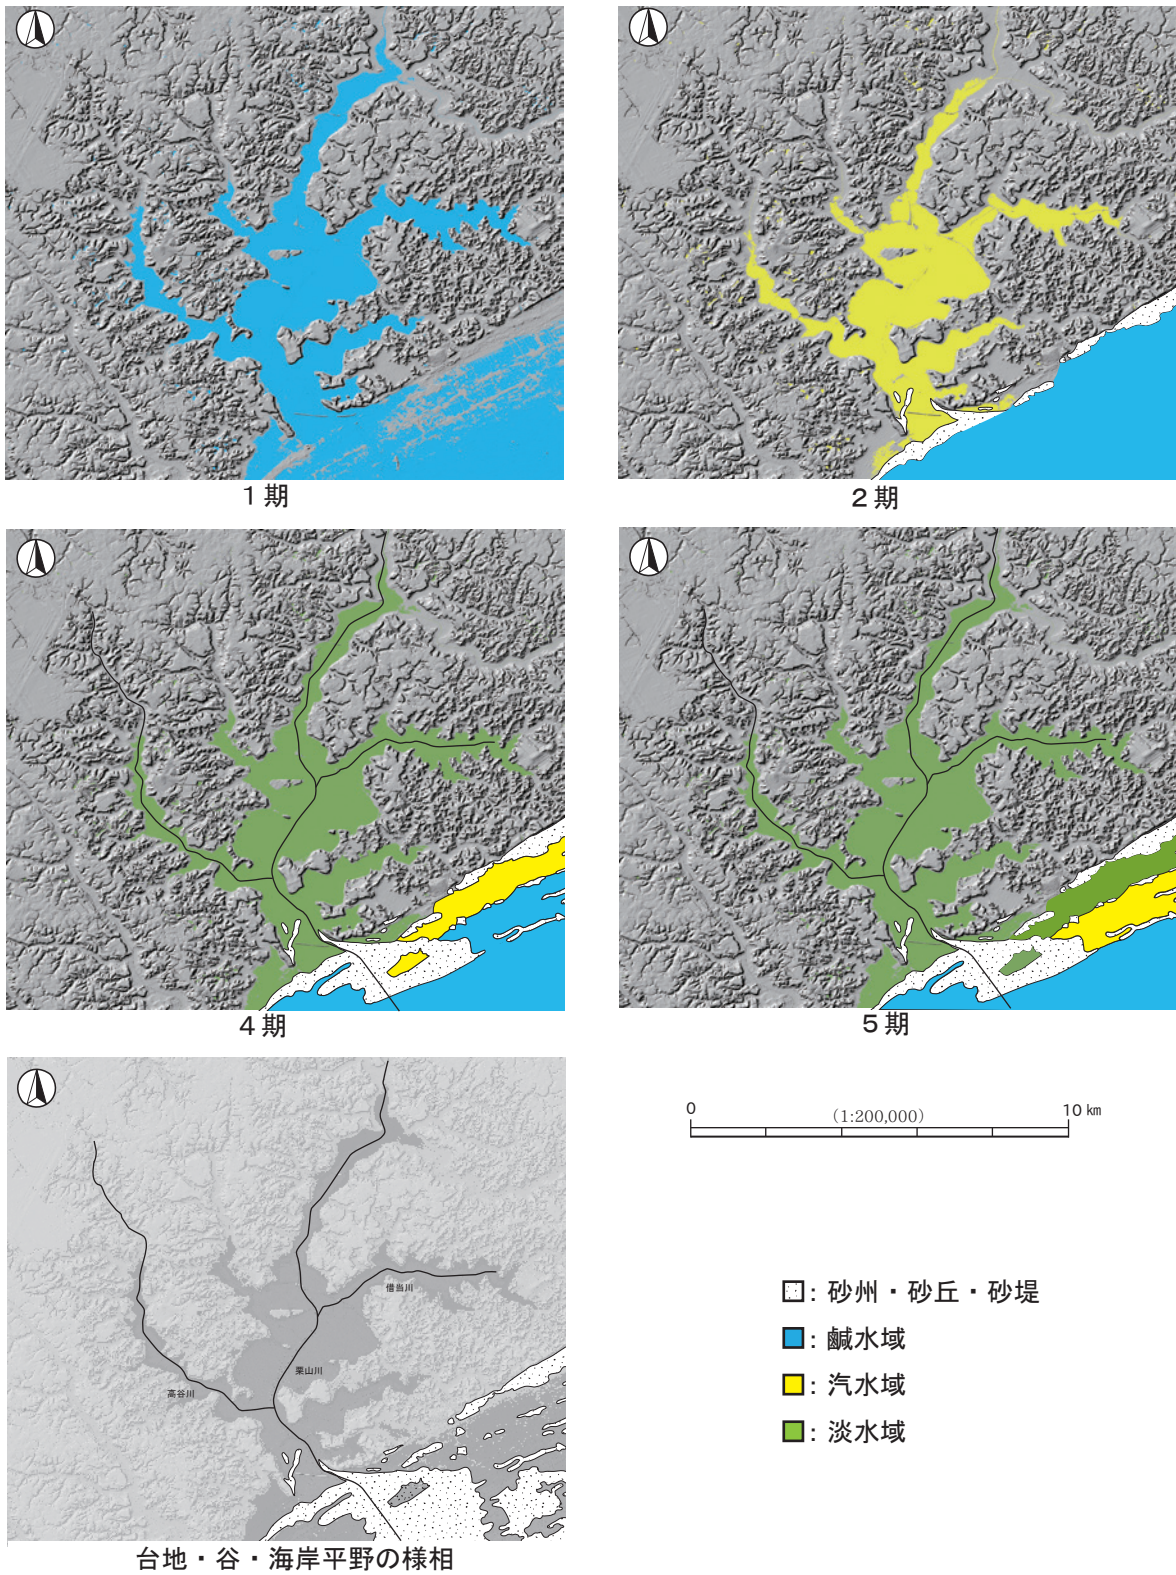 1期
2期
4期
5期
借当川
栗山川
高谷川
台地・谷・海岸平野の様相
0
(1:200,000)
10 km
: 砂州・砂丘・砂堤
: 鹹水域
: 汽水域
: 淡水域